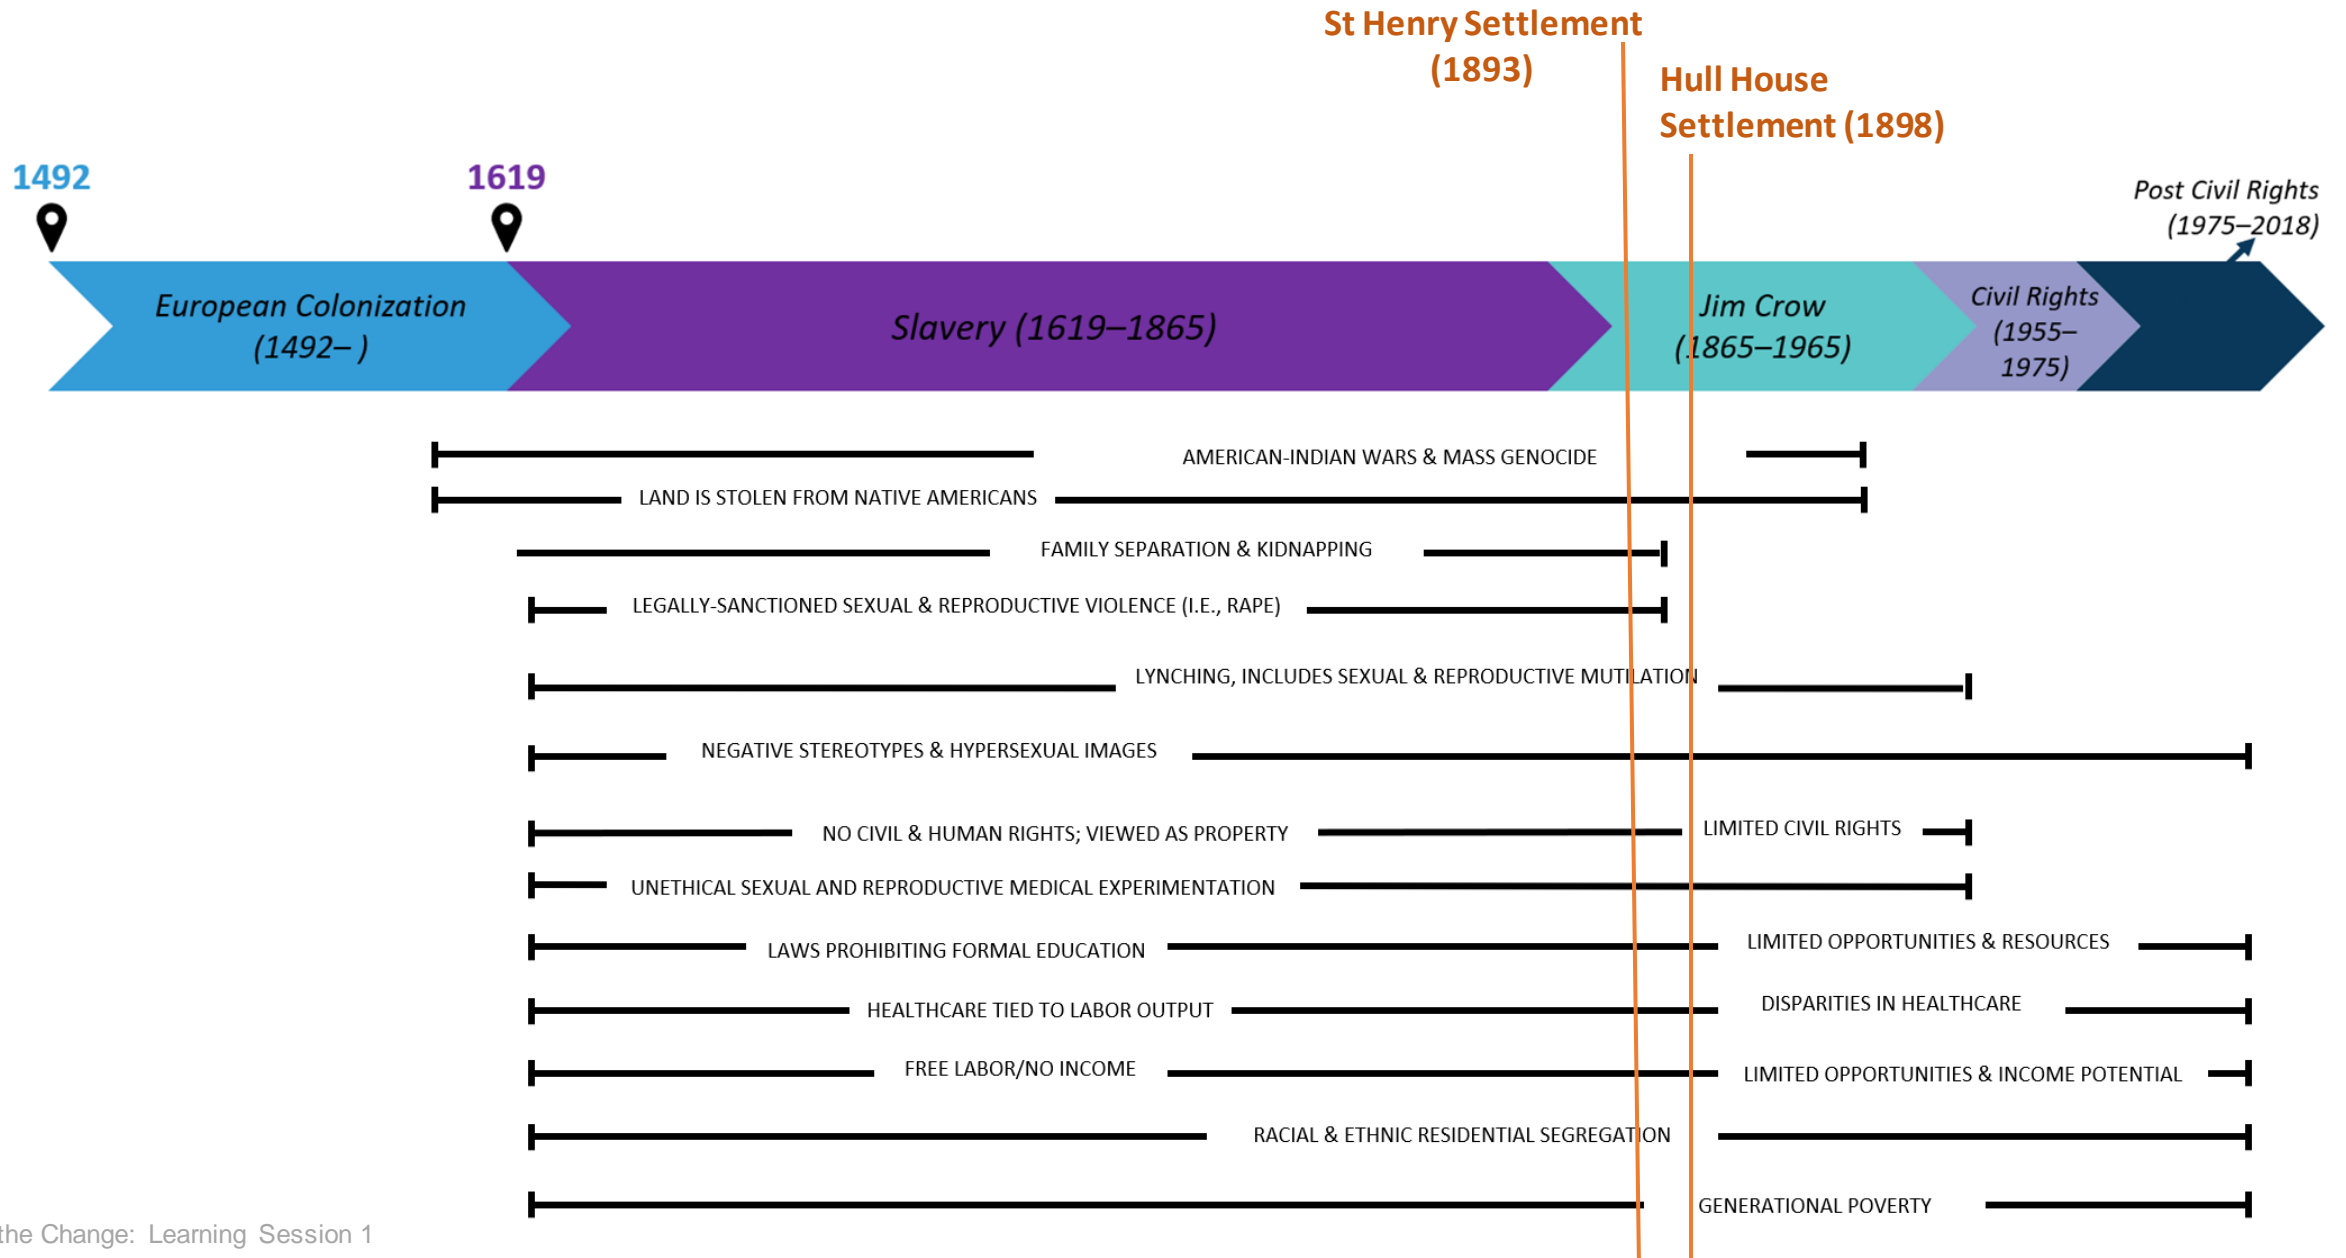 St Henry Settlement
(1893)
Hull House
Settlement (1898)
1492
1619
Post Civil Rights
(1975–2018)
European Colonization
(1492– )
Slavery (1619–1865)
Jim Crow
(1865–1965)
Civil Rights
(1955–
1975)
AMERICAN-INDIAN WARS & MASS GENOCIDE
LAND IS STOLEN FROM NATIVE AMERICANS
FAMILY SEPARATION & KIDNAPPING
LEGALLY-SANCTIONED SEXUAL & REPRODUCTIVE VIOLENCE (I.E., RAPE)
LYNCHING, INCLUDES SEXUAL & REPRODUCTIVE MUTILATION
NEGATIVE STEREOTYPES & HYPERSEXUAL IMAGES
NO CIVIL & HUMAN RIGHTS; VIEWED AS PROPERTY
LIMITED CIVIL RIGHTS
UNETHICAL SEXUAL AND REPRODUCTIVE MEDICAL EXPERIMENTATION
LAWS PROHIBITING FORMAL EDUCATION
LIMITED OPPORTUNITIES & RESOURCES
HEALTHCARE TIED TO LABOR OUTPUT
DISPARITIES IN HEALTHCARE
FREE LABOR/NO INCOME
LIMITED OPPORTUNITIES & INCOME POTENTIAL
RACIAL & ETHNIC RESIDENTIAL SEGREGATION
GENERATIONAL POVERTY
the Change: Learning Session 1